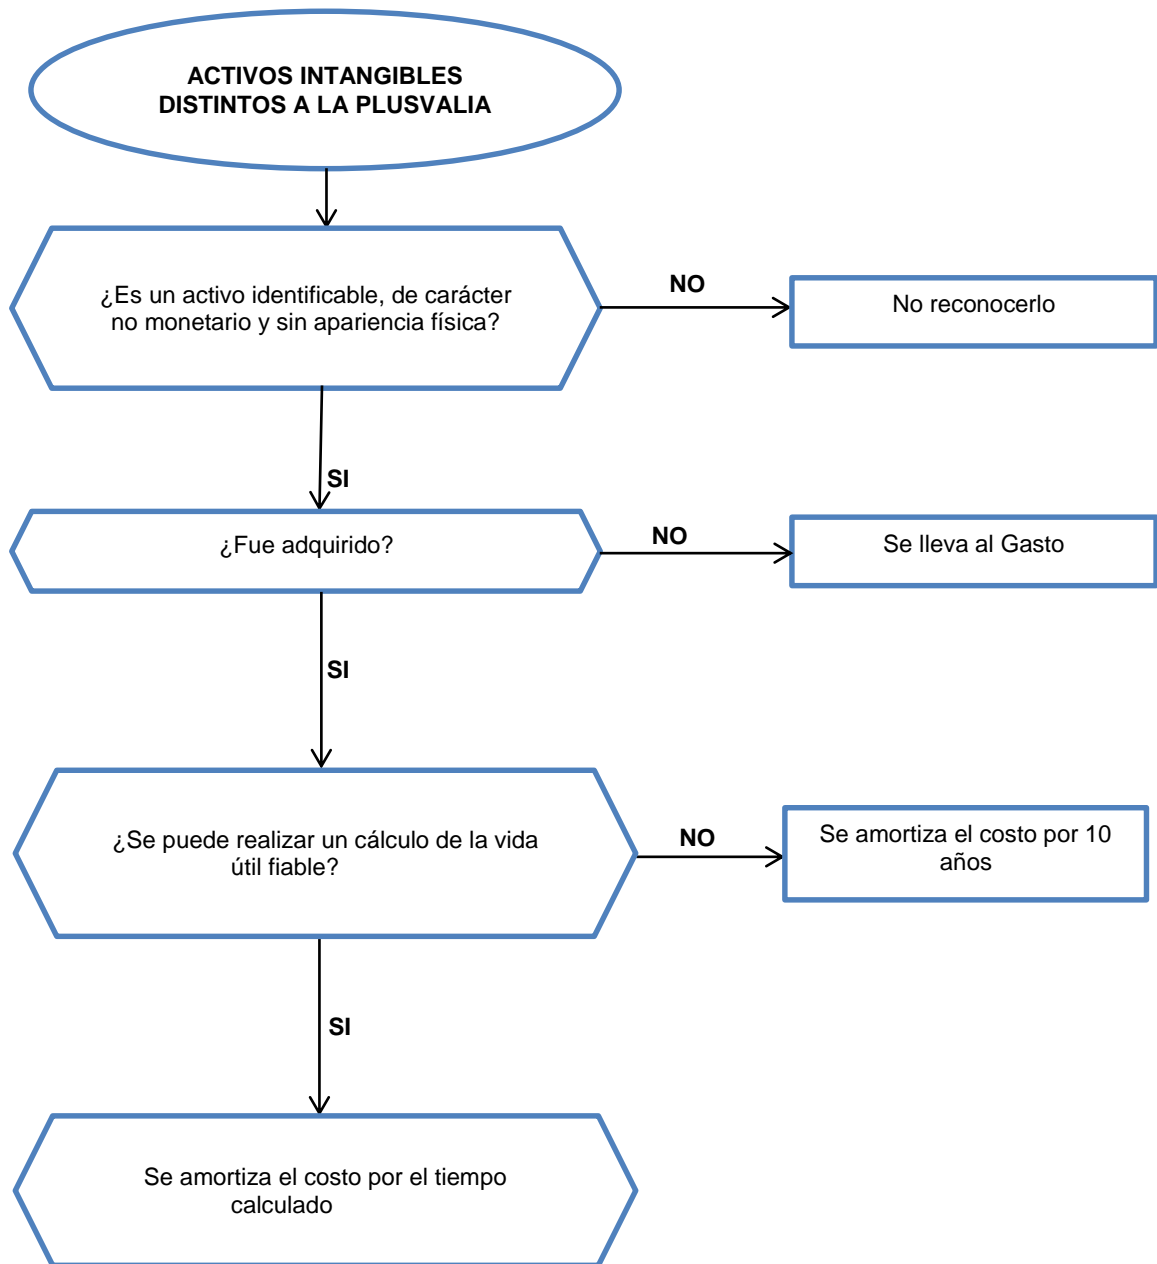 ACTIVOS INTANGIBLES
DISTINTOS A LA PLUSVALIA
¿Es un activo identificable, de carácter
no monetario y sin apariencia física?
NO
No reconocerlo
SI
¿Fue adquirido?
NO
Se lleva al Gasto
SI
¿Se puede realizar un cálculo de la vida
útil fiable?
NO
Se amortiza el costo por 10
años
SI
Se amortiza el costo por el tiempo
calculado